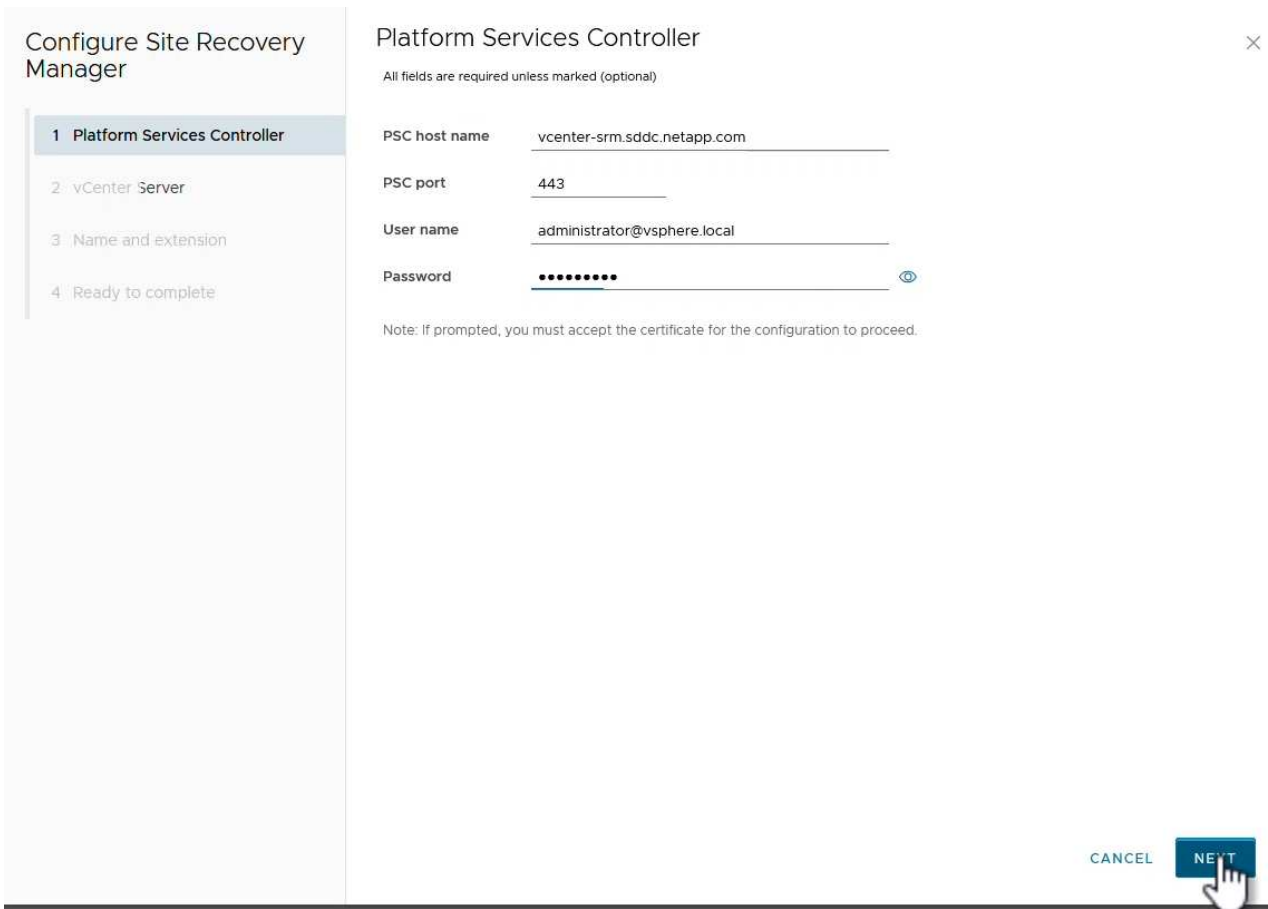 Configure Site Recovery
Manager
1 Platform Services Controller
2 vCenter Server
3 Name and extension
4 Ready to complete
Platform Services Controller
All fields are required unless marked (optional)
PSC host name vcenter-srm.sddc.netapp.com
PSC port 443
User name administrator@vsphere.local
Password •••••••••
Note: If prompted, you must accept the certificate for the configuration to proceed.
CANCEL NEXT